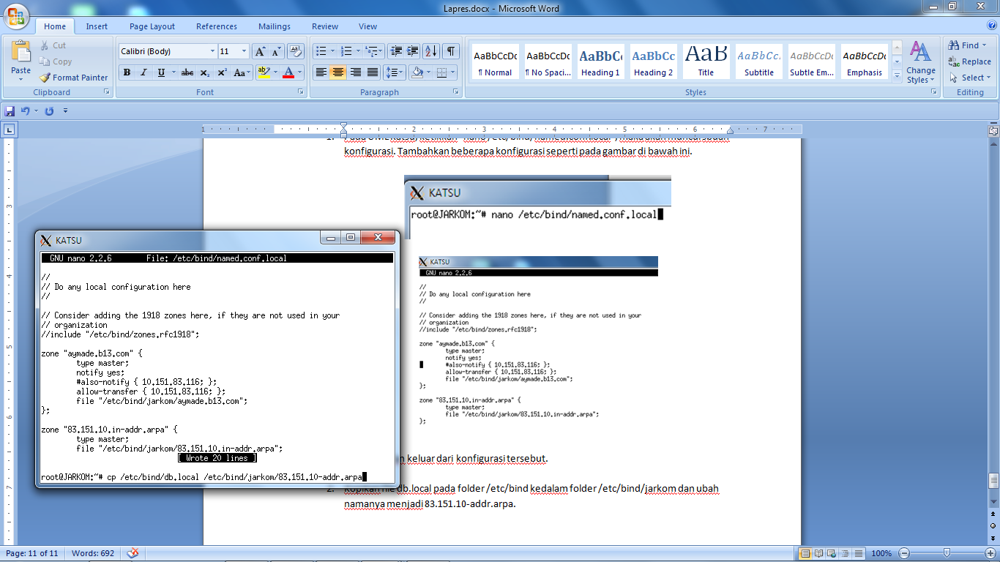 Lapres.docx - Microsoft Word
Home Insert Page Layout References Mailings Review View
Paste
Cut
Copy
Format Painter
Clipboard
Calibri (Body) 11
Font
Paragraph
AaBbCcDc AaBbCcDc AaBbCc AaBbCc AaB AaBbCc. AaBbCcDc AaBbCcDc
¶ Normal ¶ No Spaci... Heading 1 Heading 2 Title Subtitle Subtle Em... Emphasis
Change Styles
Styles
Find
Replace
Select
Editing
konfigurasi. Tambahkan beberapa konfigurasi seperti pada gambar di bawah ini.
KATSU
root@JARKOM:~# nano /etc/bind/named.conf.local
KATSU
GNU nano 2.2.6
//
// Do any local configuration here
//
// Consider adding the 1918 zones here, if they are not used in your
// organization
//include "/etc/bind/zones.rfc1918";
zone "aymade.b13.com" {
type master;
notify yes;
#also-notify { 10.151.83.116; };
allow-transfer { 10.151.83.116; };
file "/etc/bind/jarkom/aymade.b13.com";
};
zone "83.151.10.in-addr.arpa" {
type master;
file "/etc/bind/jarkom/83.151.10.in-addr.arpa";
};
keluar dari konfigurasi tersebut.
2. Kopikan file db.local pada folder /etc/bind kedalam folder /etc/bind/jarkom dan ubah
namanya menjadi 83.151.10-addr.arpa.
KATSU
GNU nano 2.2.6 File: /etc/bind/named.conf.local
//
// Do any local configuration here
//
// Consider adding the 1918 zones here, if they are not used in your
// organization
//include "/etc/bind/zones.rfc1918";
zone "aymade.b13.com" {
type master;
notify yes;
#also-notify { 10.151.83.116; };
allow-transfer { 10.151.83.116; };
file "/etc/bind/jarkom/aymade.b13.com";
};
zone "83.151.10.in-addr.arpa" {
type master;
file "/etc/bind/jarkom/83.151.10.in-addr.arpa";
[ Wrote 20 lines ]
root@JARKOM:~# cp /etc/bind/db.local /etc/bind/jarkom/83.151.10-addr.arpa
Page: 11 of 11 Words: 692 100%